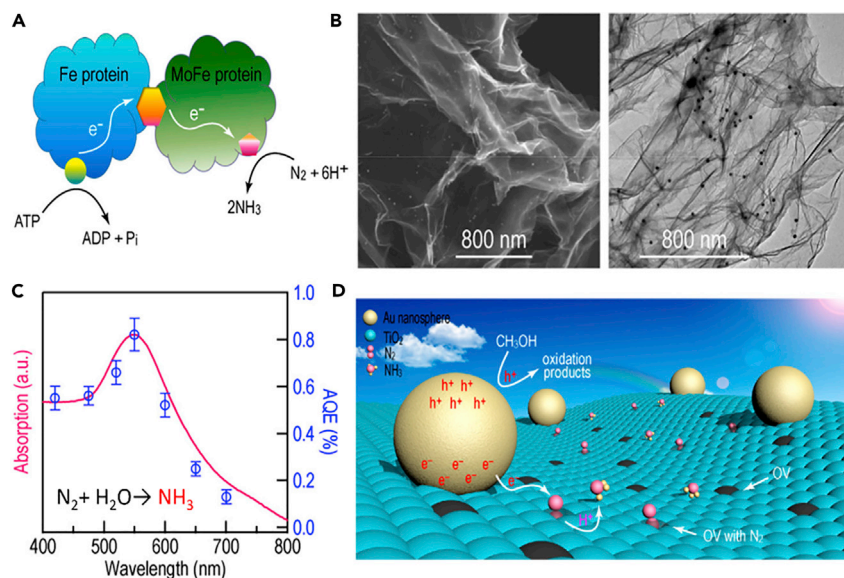 A
Fe protein
MoFe protein
e⁻
e⁻
N₂ + 6H⁺
2NH₃
ATP
ADP + Pᵢ
B
800 nm
800 nm
C
Absorption (a.u.)
AQE (%)
1.0
0.8
0.6
0.4
0.2
0.0
N₂ + H₂O → NH₃
400 500 600 700 800
Wavelength (nm)
D
Au nanosphere
TiO₂
N₂
NH₃
CH₃OH
h⁺
oxidation
products
h⁺ h⁺
h⁺ h⁺ h⁺
e⁻ e⁻ e⁻
e⁻ e⁻
e⁻
H⁺
OV
OV with N₂